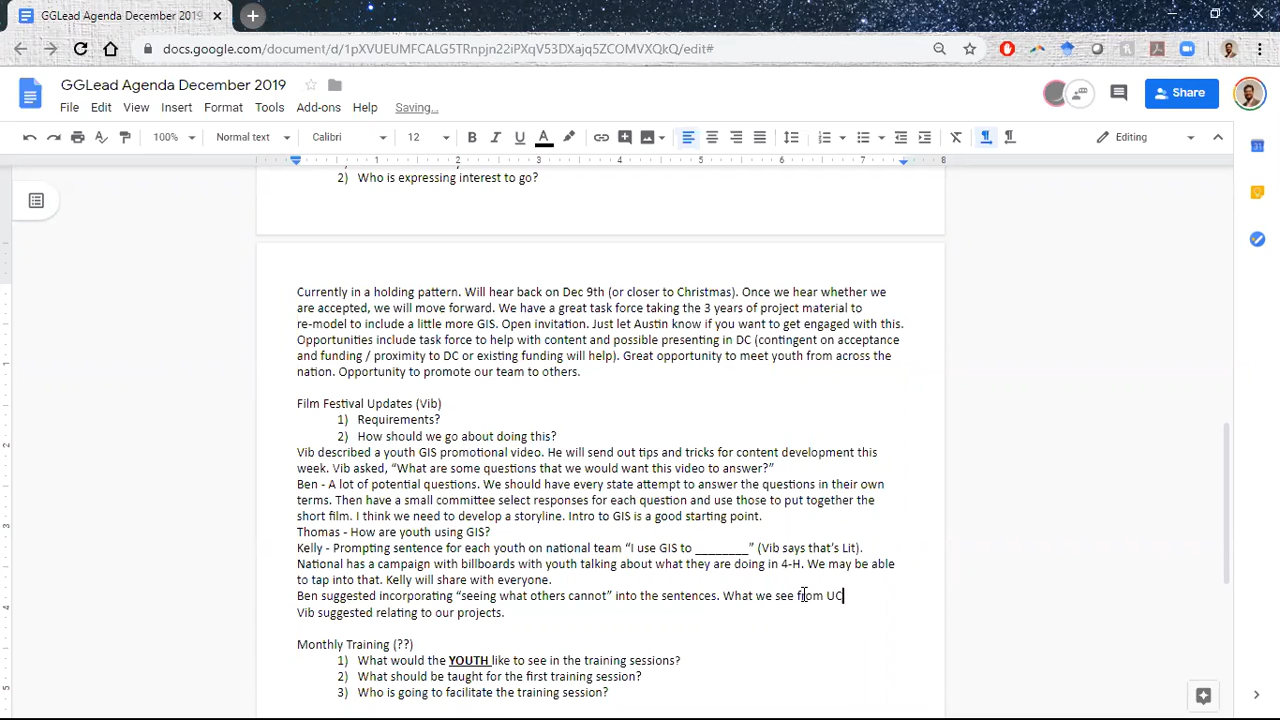 GGLead Agenda December 2019
docs.google.com/document/d/1pXVUEUMFCALG5TRnpjn22iPXqV53DXajq5ZCOMVXQkQ/edit#
GGLead Agenda December 2019
File Edit View Insert Format Tools Add-ons Help Saving...
Share
100% Normal text Calibri 12 Editing
1 2 3 4 5 6 7 8
2) Who is expressing interest to go?
Currently in a holding pattern. Will hear back on Dec 9th (or closer to Christmas). Once we hear whether we
are accepted, we will move forward. We have a great task force taking the 3 years of project material to
re-model to include a little more GIS. Open invitation. Just let Austin know if you want to get engaged with this.
Opportunities include task force to help with content and possible presenting in DC (contingent on acceptance
and funding / proximity to DC or existing funding will help). Great opportunity to meet youth from across the
nation. Opportunity to promote our team to others.
Film Festival Updates (Vib)
1) Requirements?
2) How should we go about doing this?
Vib described a youth GIS promotional video. He will send out tips and tricks for content development this
week. Vib asked, “What are some questions that we would want this video to answer?”
Ben - A lot of potential questions. We should have every state attempt to answer the questions in their own
terms. Then have a small committee select responses for each question and use those to put together the
short film. I think we need to develop a storyline. Intro to GIS is a good starting point.
Thomas - How are youth using GIS?
Kelly - Prompting sentence for each youth on national team “I use GIS to ________” (Vib says that’s Lit).
National has a campaign with billboards with youth talking about what they are doing in 4-H. We may be able
to tap into that. Kelly will share with everyone.
Ben suggested incorporating “seeing what others cannot” into the sentences. What we see from UC
Vib suggested relating to our projects.
Monthly Training (??)
1) What would the YOUTH like to see in the training sessions?
2) What should be taught for the first training session?
3) Who is going to facilitate the training session?